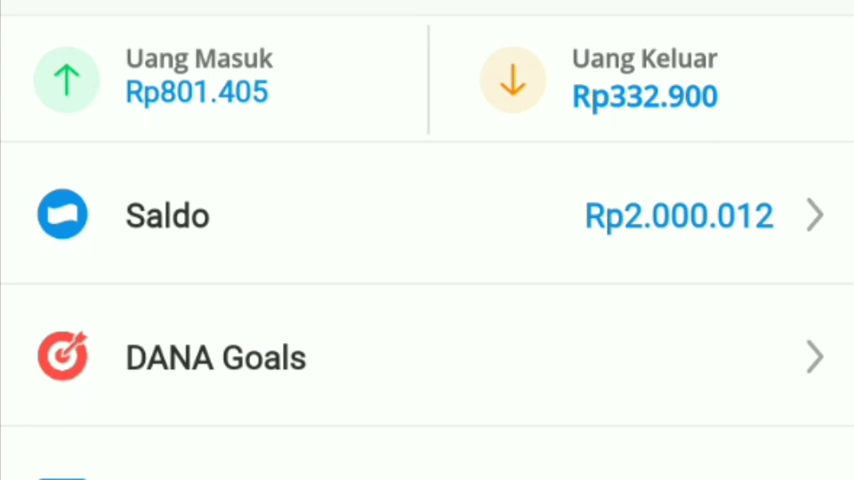 Uang Masuk
Rp801.405
Uang Keluar
Rp332.900
Saldo
Rp2.000.012
DANA Goals